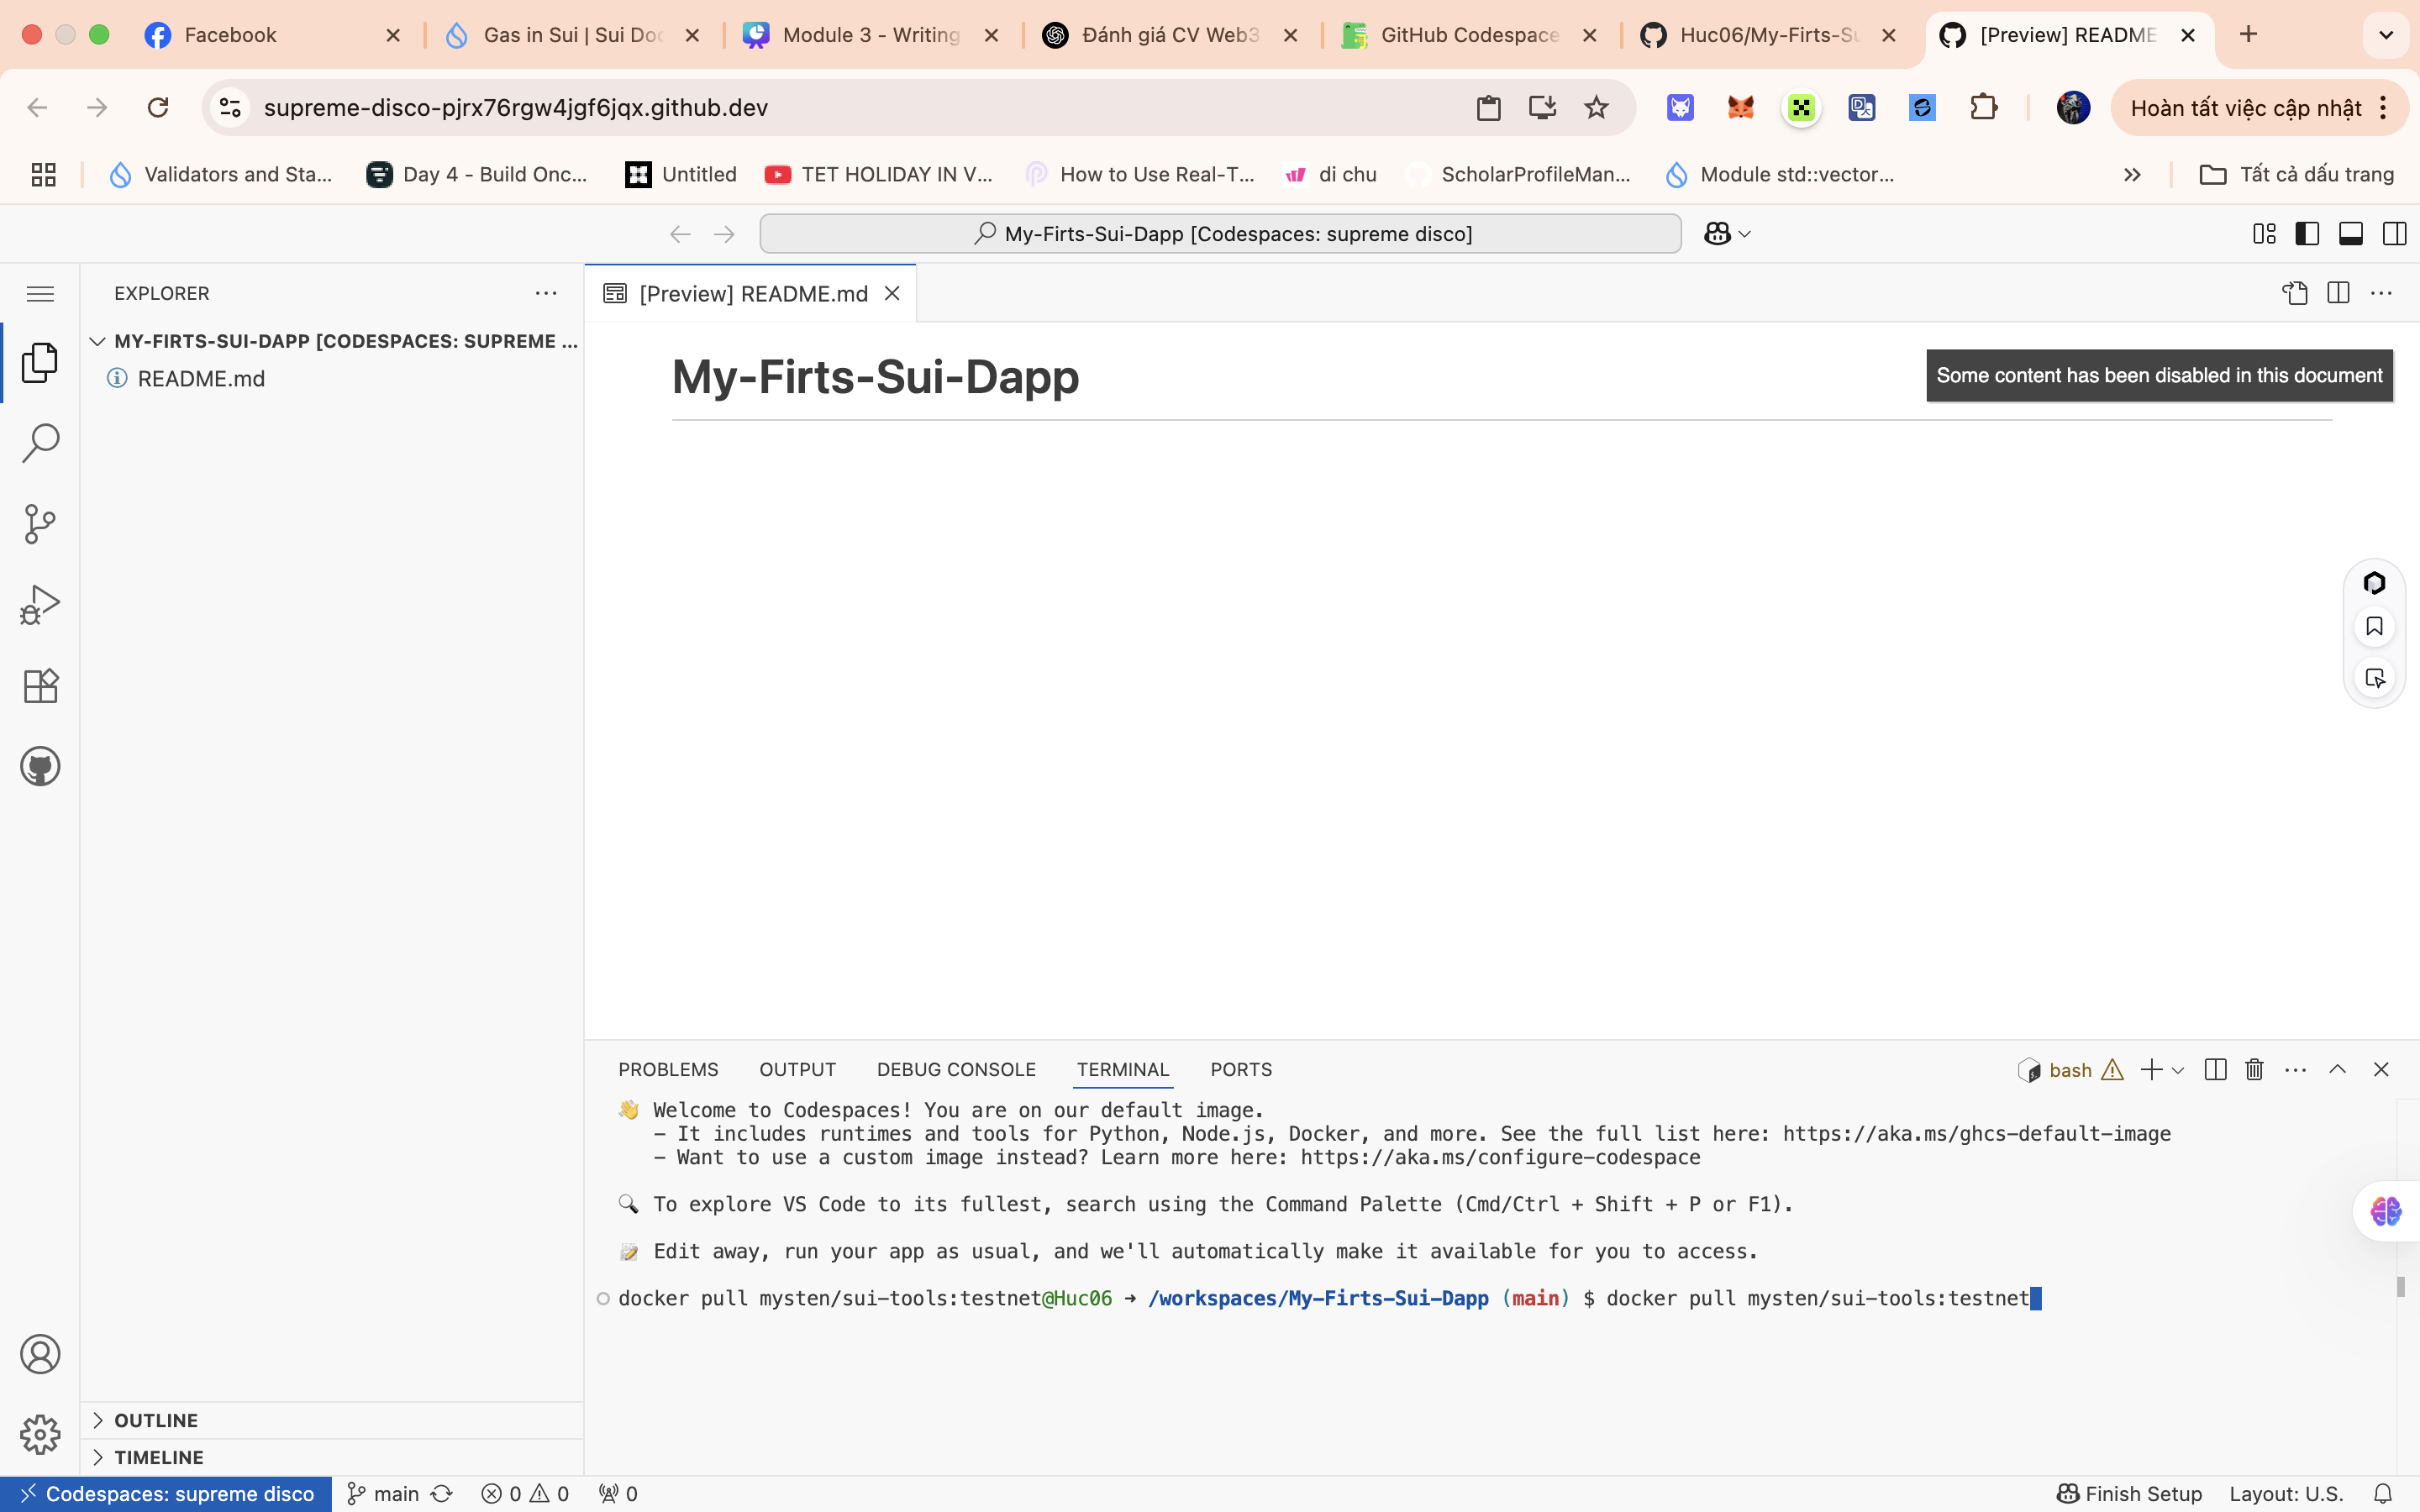 Facebook
Gas in Sui | Sui Doc
Module 3 - Writing
Đánh giá CV Web3
GitHub Codespace
Huc06/My-Firts-Su
[Preview] README
supreme-disco-pjrx76rgw4jgf6jqx.github.dev
Hoàn tất việc cập nhật
Validators and Sta...
Day 4 - Build Onc...
Untitled
TET HOLIDAY IN V...
How to Use Real-T...
di chu
ScholarProfileMan...
Module std::vector...
Tất cả dấu trang
My-Firts-Sui-Dapp [Codespaces: supreme disco]
EXPLORER
[Preview] README.md
MY-FIRTS-SUI-DAPP [CODESPACES: SUPREME ...
README.md
My-Firts-Sui-Dapp
Some content has been disabled in this document
PROBLEMS
OUTPUT
DEBUG CONSOLE
TERMINAL
PORTS
bash
Welcome to Codespaces! You are on our default image.
- It includes runtimes and tools for Python, Node.js, Docker, and more. See the full list here: https://aka.ms/ghcs-default-image
- Want to use a custom image instead? Learn more here: https://aka.ms/configure-codespace
To explore VS Code to its fullest, search using the Command Palette (Cmd/Ctrl + Shift + P or F1).
Edit away, run your app as usual, and we'll automatically make it available for you to access.
docker pull mysten/sui-tools:testnet@Huc06 ➜ /workspaces/My-Firts-Sui-Dapp (main) $ docker pull mysten/sui-tools:testnet
OUTLINE
TIMELINE
Codespaces: supreme disco
main
0
0
0
Finish Setup
Layout: U.S.